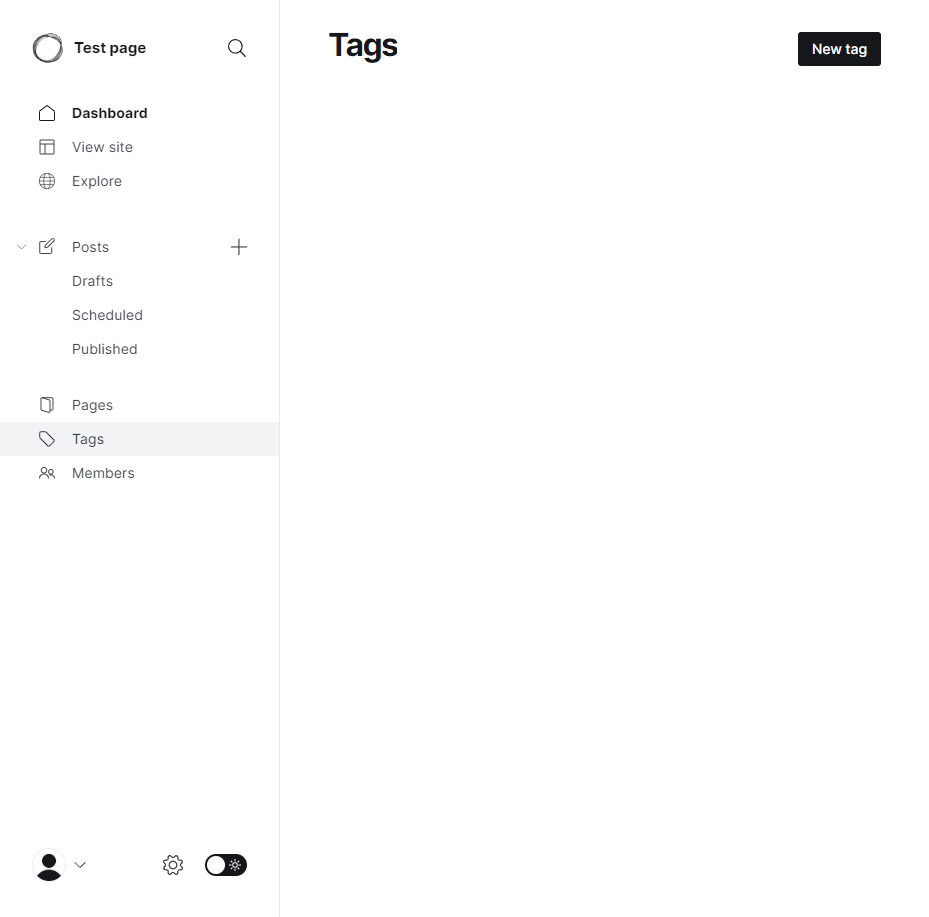 Test page
Dashboard
View site
Explore
Posts
Drafts
Scheduled
Published
Pages
Tags
Members
Tags
New tag